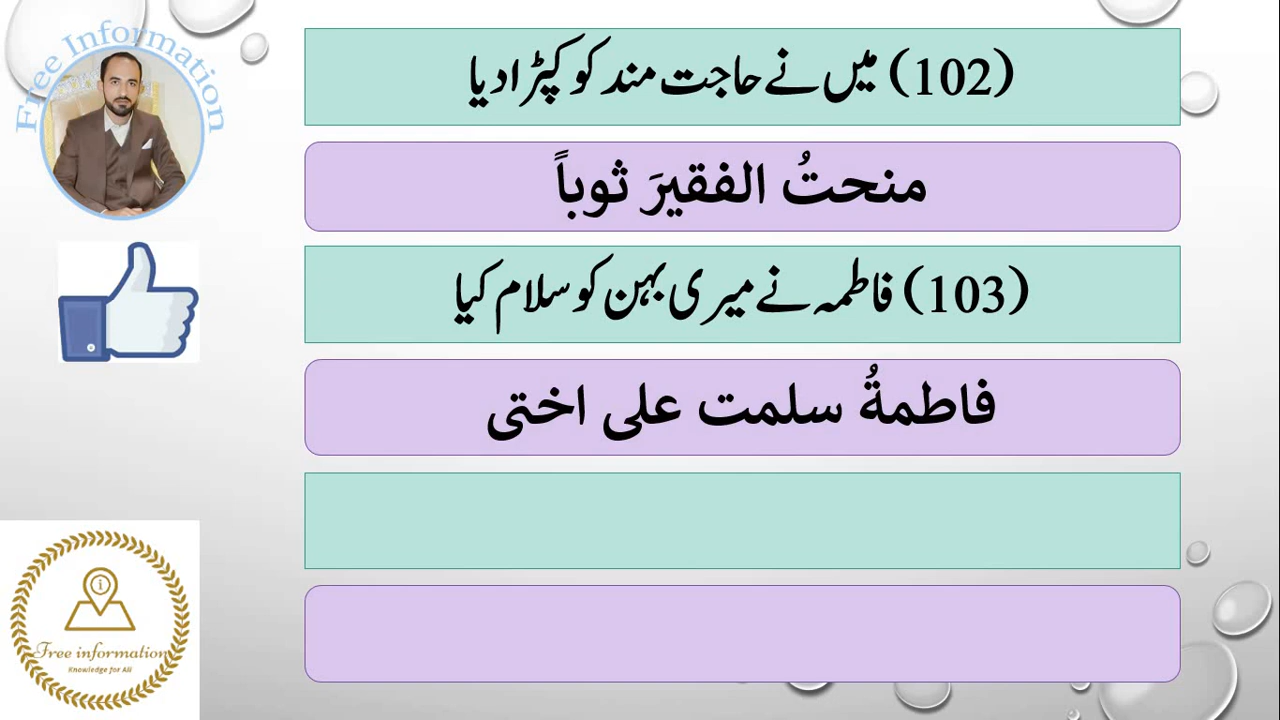 Free Information
(102) میں نے حاجت مند کو کپڑا دیا
منحتُ الفقيرَ ثوباً
(103) فاطمہ نے میری بہن کو سلام کیا
فاطمةُ سلمت على اختى
i
Free information
Knowledge for All